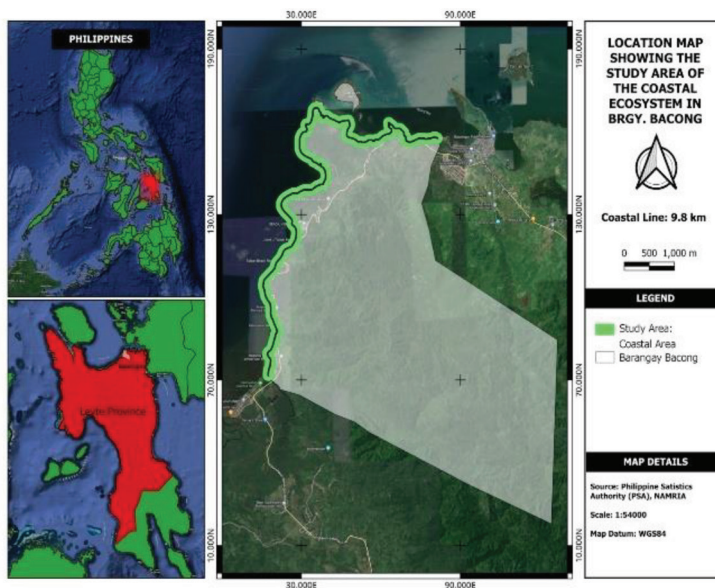 PHILIPPINES
Leyte Province
30.000E
90.000E
190.000N
130.000N
70.000N
10.000N
190.000N
130.000N
70.000N
10.000N
30.000E
90.000E
LOCATION MAP
SHOWING THE
STUDY AREA OF
THE COASTAL
ECOSYSTEM IN
BRGY. BACONG
Coastal Line: 9.8 km
0 500 1,000 m
LEGEND
Study Area:
Coastal Area
Barangay Bacong
MAP DETAILS
Source: Philippine Satistics
Authority (PSA), NAMRIA
Scale: 1:54000
Map Datum: WGS84